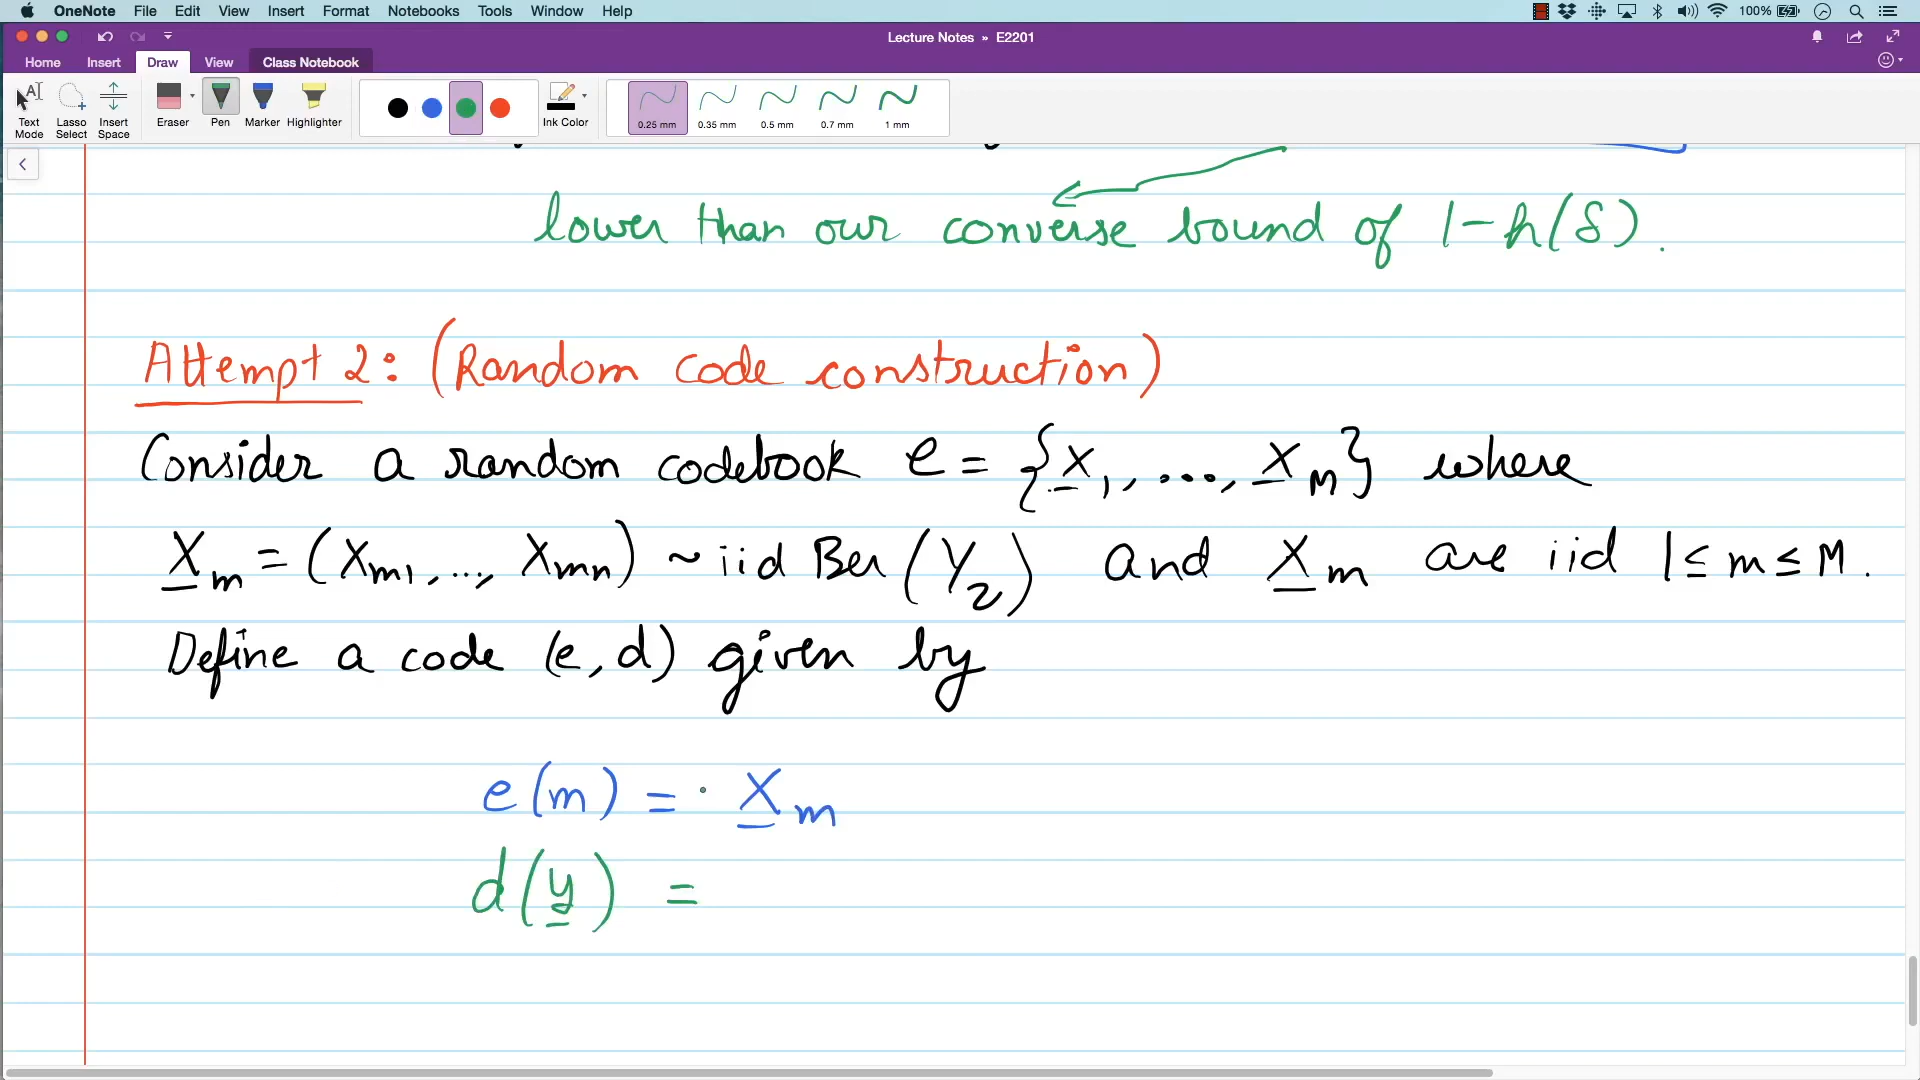 OneNote File Edit View Insert Format Notebooks Tools Window Help 100%
Lecture Notes » E2201
Home Insert Draw View Class Notebook
Text Mode Lasso Select Insert Space Eraser Pen Marker Highlighter Ink Color 0.25 mm 0.35 mm 0.5 mm 0.7 mm 1 mm
lower than our converse bound of 1-h(δ).
Attempt 2: (Random code construction)
Consider a random codebook C = {X₁, ..., X_M} where
X_m = (X_m1, ..., X_mn) ~ iid Ber (1/2) and X_m are iid 1 ≤ m ≤ M.
Define a code (e, d) given by
e(m) = X_m
d(y) =